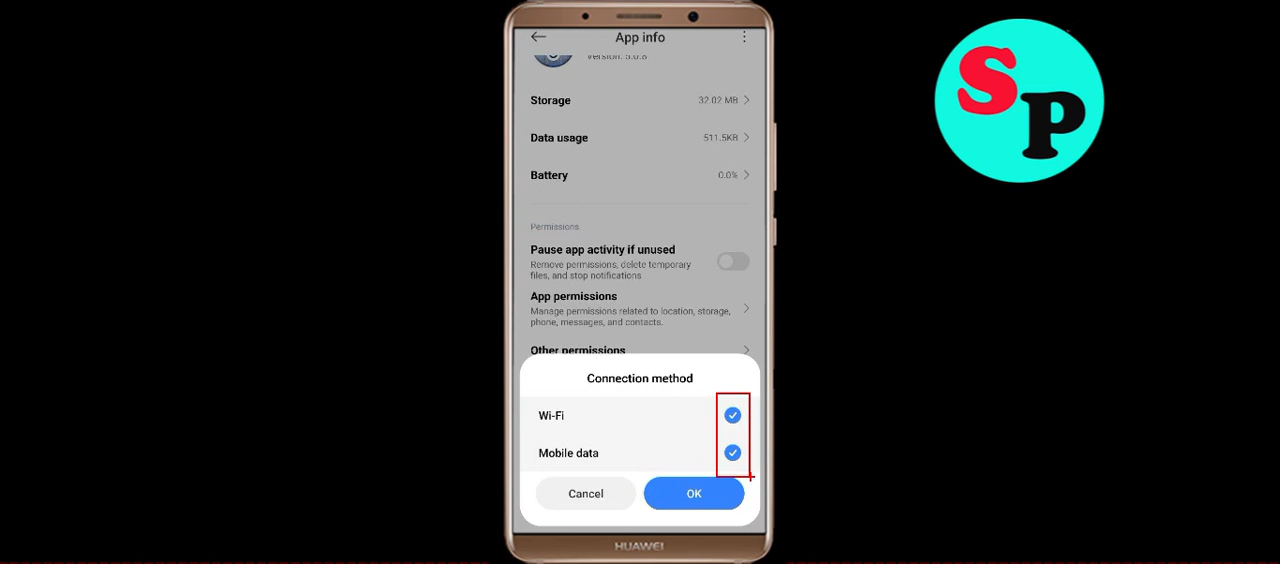 App info
Version: 5.0.8
Storage 32.02 MB
Data usage 511.5KB
Battery 0.0%
Permissions
Pause app activity if unused
Remove permissions, delete temporary
files, and stop notifications
App permissions
Manage permissions related to location, storage,
phone, messages, and contacts.
Other permissions
Connection method
Wi-Fi
Mobile data
Cancel OK
HUAWEI
SP